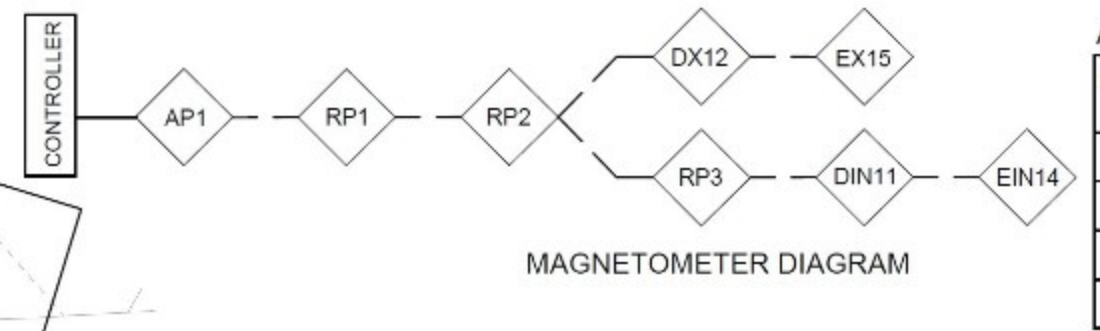 CONTROLLER
AP1
RP1
RP2
DX12
EX15
RP3
DIN11
EIN14
MAGNETOMETER DIAGRAM